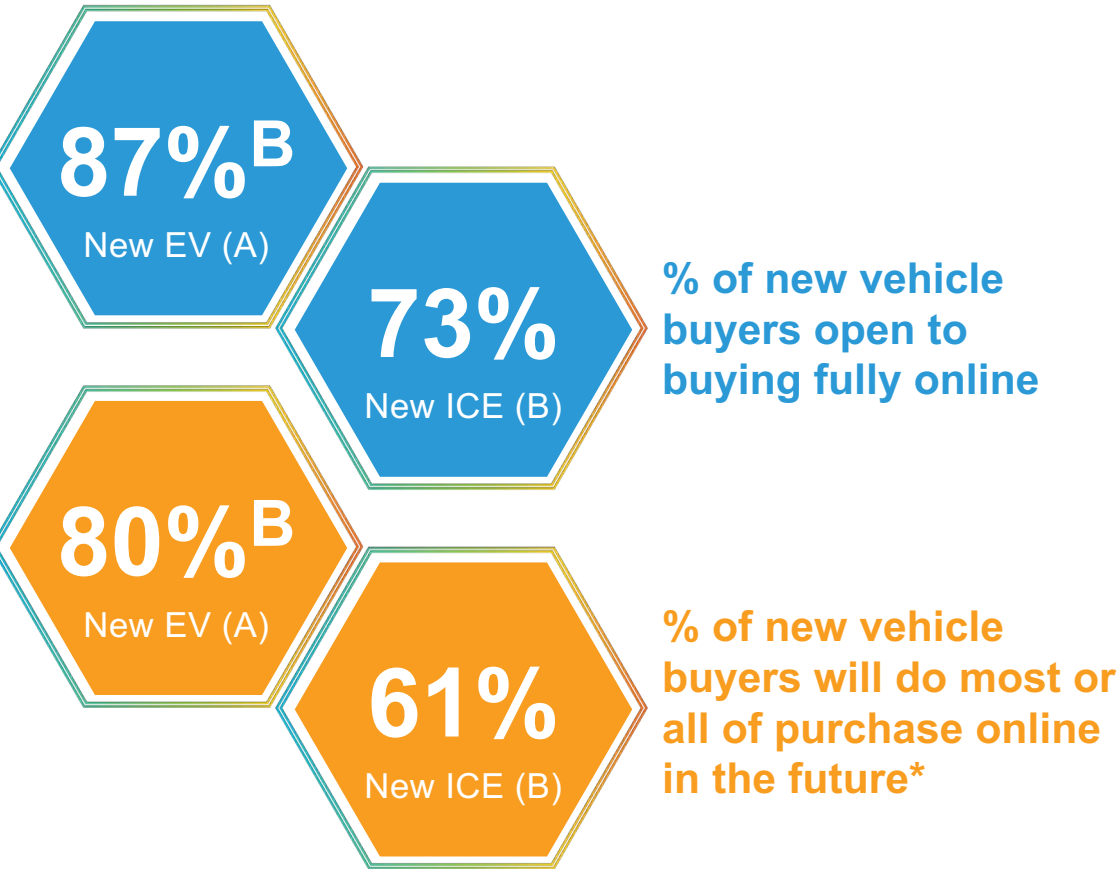 87%B
New EV (A)
73%
New ICE (B)
% of new vehicle
buyers open to
buying fully online
80%B
New EV (A)
61%
New ICE (B)
% of new vehicle
buyers will do most or
all of purchase online
in the future*